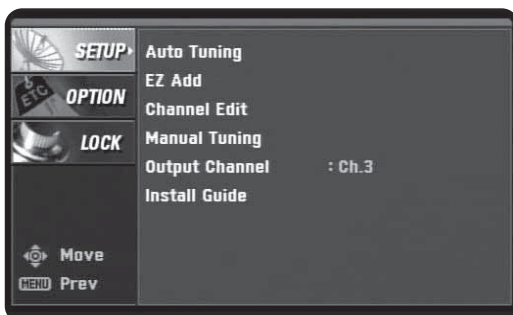 SETUP
Auto Tuning
EZ Add
ETC
OPTION
Channel Edit
LOCK
Manual Tuning
Output Channel : Ch.3
Install Guide
Move
MENU Prev